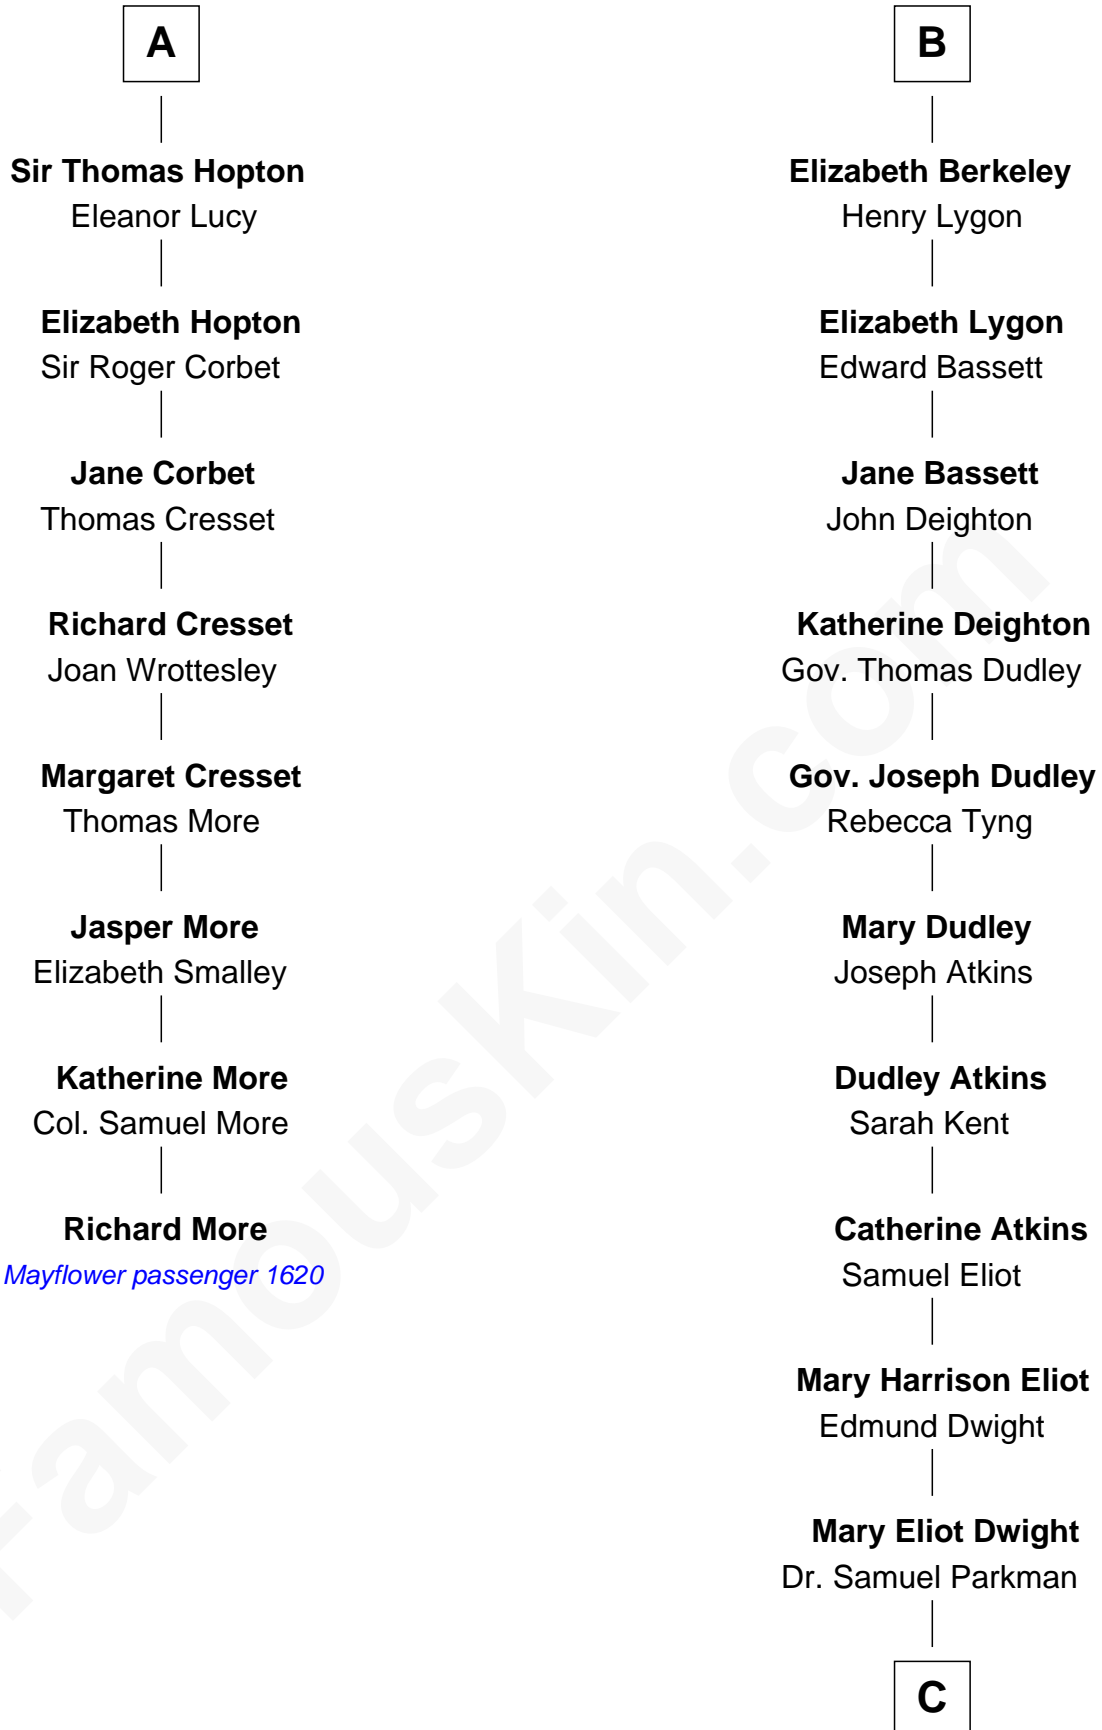 A
Sir Thomas Hopton
Eleanor Lucy
Elizabeth Hopton
Sir Roger Corbet
Jane Corbet
Thomas Cresset
Richard Cresset
Joan Wrottesley
Margaret Cresset
Thomas More
Jasper More
Elizabeth Smalley
Katherine More
Col. Samuel More
Richard More
Mayflower passenger 1620
B
Elizabeth Berkeley
Henry Lygon
Elizabeth Lygon
Edward Bassett
Jane Bassett
John Deighton
Katherine Deighton
Gov. Thomas Dudley
Gov. Joseph Dudley
Rebecca Tyng
Mary Dudley
Joseph Atkins
Dudley Atkins
Sarah Kent
Catherine Atkins
Samuel Eliot
Mary Harrison Eliot
Edmund Dwight
Mary Eliot Dwight
Dr. Samuel Parkman
C
FamousKin.com